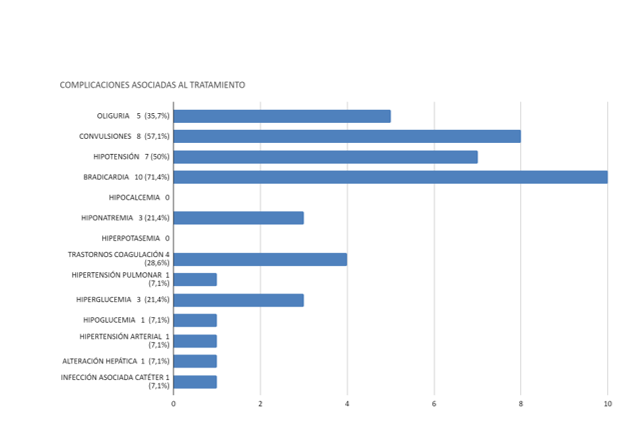 COMPLICACIONES ASOCIADAS AL TRATAMIENTO
OLIGURIA 5 (35,7%)
CONVULSIONES 8 (57,1%)
HIPOTENSIÓN 7 (50%)
BRADICARDIA 10 (71,4%)
HIPOCALCEMIA 0
HIPONATREMIA 3 (21,4%)
HIPERPOTASEMIA 0
TRASTORNOS COAGULACIÓN 4
(28,6%)
HIPERTENSIÓN PULMONAR 1
(7,1%)
HIPERGLUCEMIA 3 (21,4%)
HIPOGLUCEMIA 1 (7,1%)
HIPERTENSIÓN ARTERIAL 1
(7,1%)
ALTERACIÓN HEPÁTICA 1 (7,1%)
INFECCIÓN ASOCIADA CATÉTER 1
(7,1%)
0 2 4 6 8 10